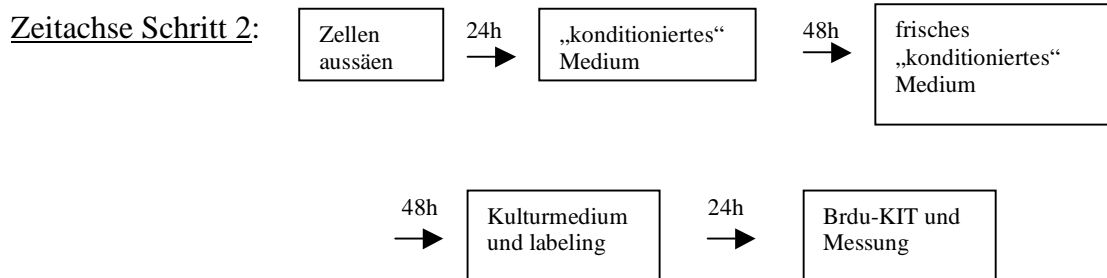 Zeitachse Schritt 2:
Zellen
aussäen
24h
„konditioniertes“
Medium
48h
frisches
„konditioniertes“
Medium
48h
Kulturmedium
und labeling
24h
Brdu-KIT und
Messung